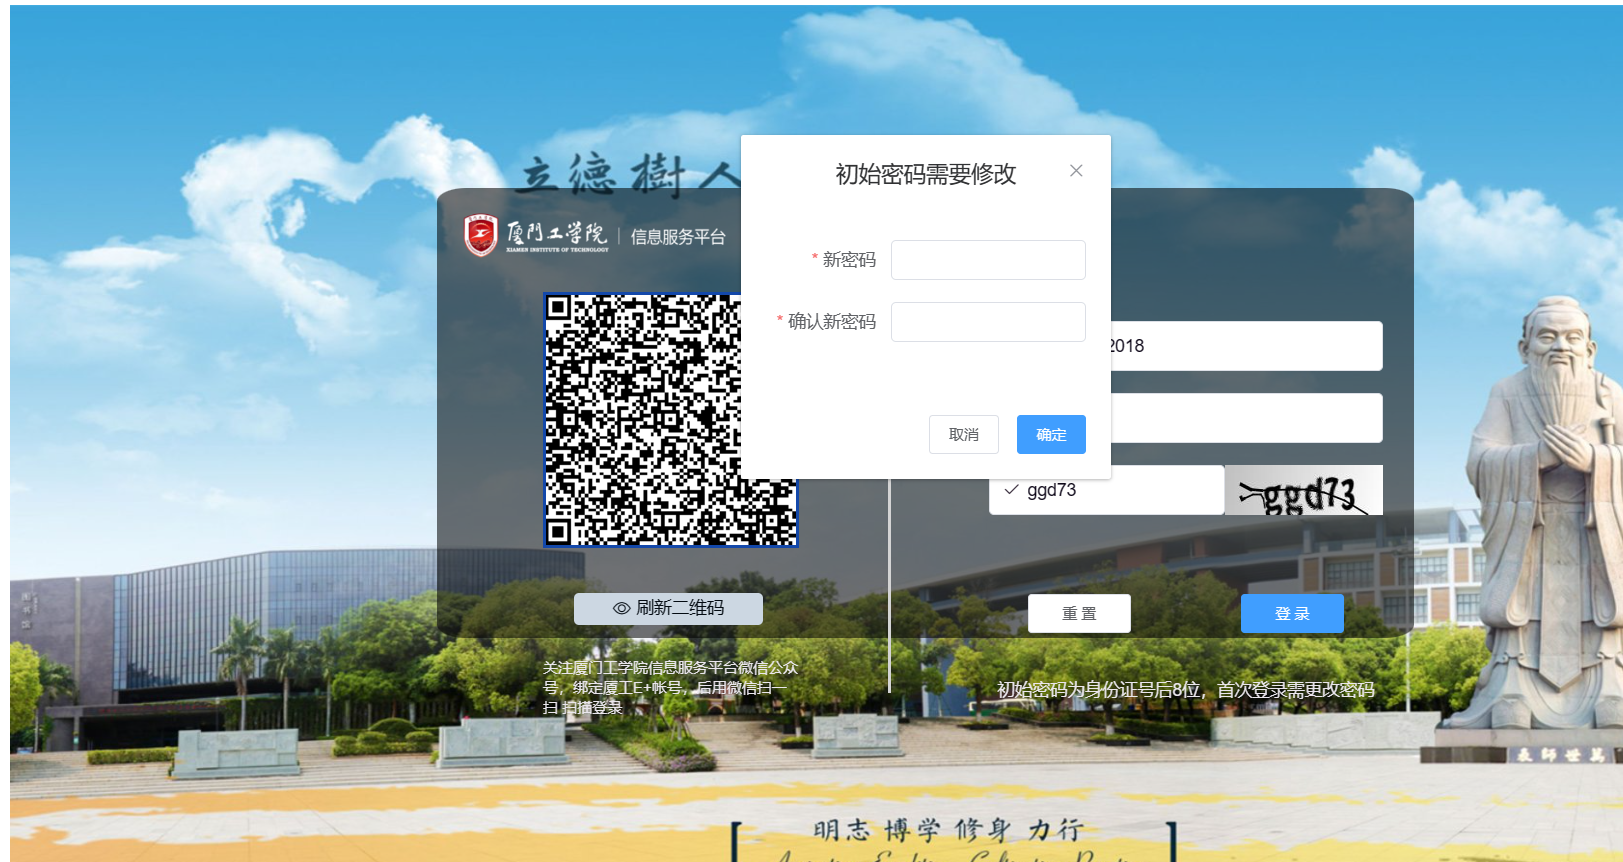 立德樹人
初始密码需要修改
厦門工学院
XIAMEN INSTITUTE OF TECHNOLOGY
信息服务平台
* 新密码
* 确认新密码
2018
取消
确定
ggd73
ggd73
刷新二维码
重置
登录
关注厦门工学院信息服务平台微信公众
号，绑定厦工E+帐号，后用微信扫一
扫 扫描登录
初始密码为身份证号后8位，首次登录需更改密码
图书馆
萬世師表
明志 博学 修身 力行